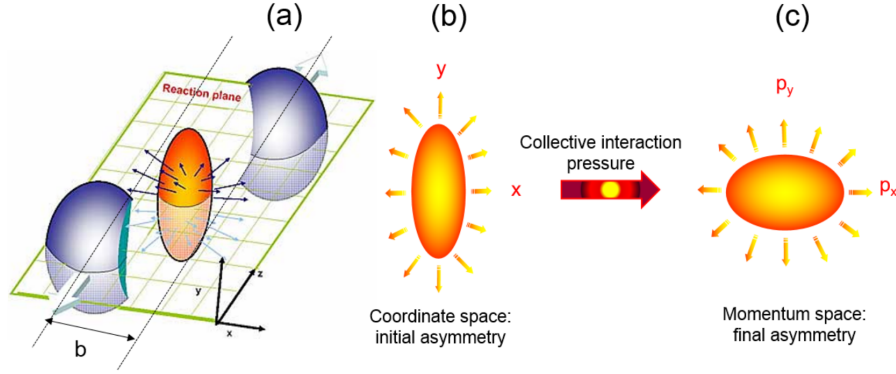 (a)
(b)
(c)
Reaction plane
z
y
x
b
y
x
Coordinate space:
initial asymmetry
Collective interaction
pressure
p_y
p_x
Momentum space:
final asymmetry